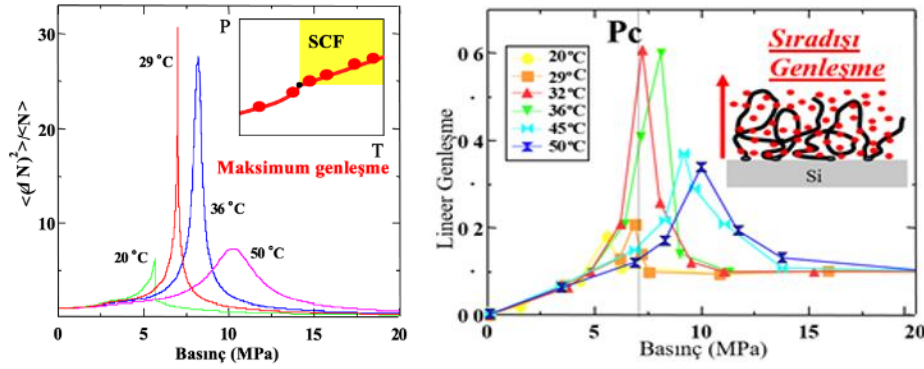 30
20
10
<(d N)²>/<N>
0
5
10
15
20
Basınç (MPa)
29 °C
36 °C
20 °C
50 °C
P
SCF
T
Maksimum genleşme
Pc
0 6
0 4
0 2
0 0
Lineer Genleşme
0
5
10
15
20
Basınç (MPa)
20°C
29°C
32°C
36°C
45°C
50°C
Sıradışı
Genleşme
Si